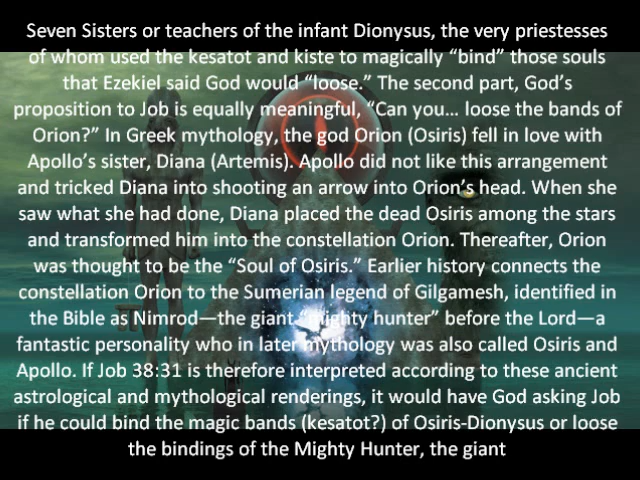 Seven Sisters or teachers of the infant Dionysus, the very priestesses
of whom used the kesatot and kiste to magically “bind” those souls
that Ezekiel said God would “loose.” The second part, God’s
proposition to Job is equally meaningful, “Can you… loose the bands of
Orion?” In Greek mythology, the god Orion (Osiris) fell in love with
Apollo’s sister, Diana (Artemis). Apollo did not like this arrangement
and tricked Diana into shooting an arrow into Orion’s head. When she
saw what she had done, Diana placed the dead Osiris among the stars
and transformed him into the constellation Orion. Thereafter, Orion
was thought to be the “Soul of Osiris.” Earlier history connects the
constellation Orion to the Sumerian legend of Gilgamesh, identified in
the Bible as Nimrod—the giant “mighty hunter” before the Lord—a
fantastic personality who in later mythology was also called Osiris and
Apollo. If Job 38:31 is therefore interpreted according to these ancient
astrological and mythological renderings, it would have God asking Job
if he could bind the magic bands (kesatot?) of Osiris-Dionysus or loose
the bindings of the Mighty Hunter, the giant